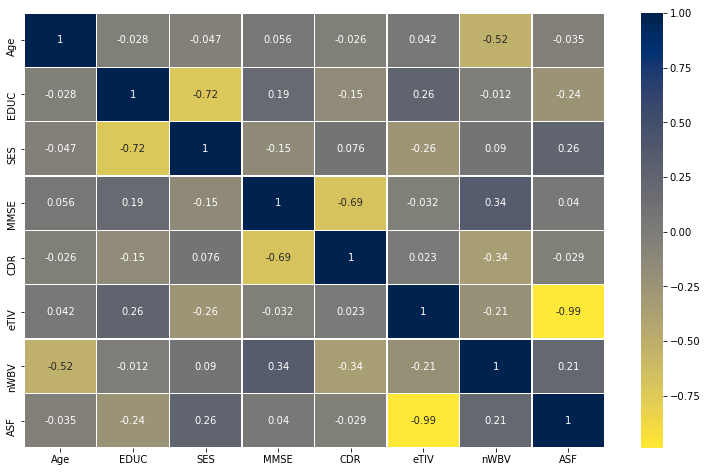 Age 1 -0.028 -0.047 0.056 -0.026 0.042 -0.52 -0.035
EDUC -0.028 1 -0.72 0.19 -0.15 0.26 -0.012 -0.24
SES -0.047 -0.72 1 -0.15 0.076 -0.26 0.09 0.26
MMSE 0.056 0.19 -0.15 1 -0.69 -0.032 0.34 0.04
CDR -0.026 -0.15 0.076 -0.69 1 0.023 -0.34 -0.029
eTIV 0.042 0.26 -0.26 -0.032 0.023 1 -0.21 -0.99
nWBV -0.52 -0.012 0.09 0.34 -0.34 -0.21 1 0.21
ASF -0.035 -0.24 0.26 0.04 -0.029 -0.99 0.21 1
Age EDUC SES MMSE CDR eTIV nWBV ASF
1.00
0.75
0.50
0.25
0.00
−0.25
−0.50
−0.75